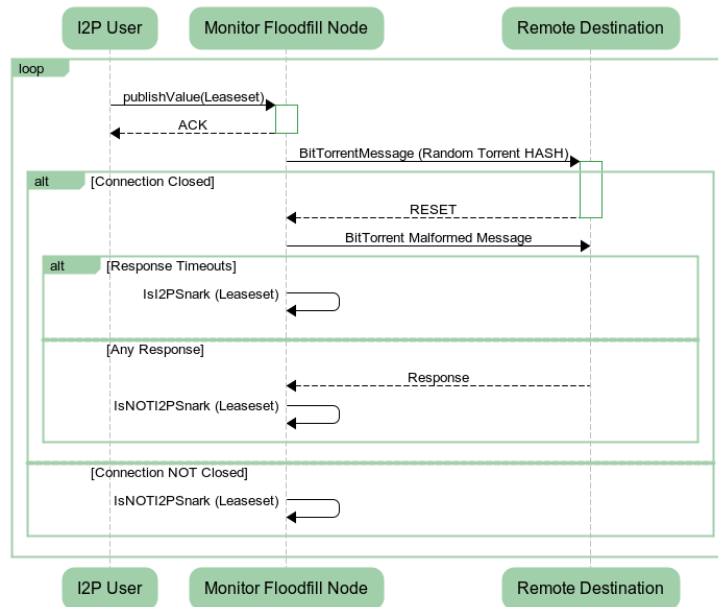 I2P User
Monitor Floodfill Node
Remote Destination
loop
publishValue(Leaseset)
ACK
BitTorrentMessage (Random Torrent HASH)
alt
[Connection Closed]
RESET
BitTorrent Malformed Message
alt
[Response Timeouts]
IsI2PSnark (Leaseset)
[Any Response]
Response
IsNOTI2PSnark (Leaseset)
[Connection NOT Closed]
IsNOTI2PSnark (Leaseset)
I2P User
Monitor Floodfill Node
Remote Destination